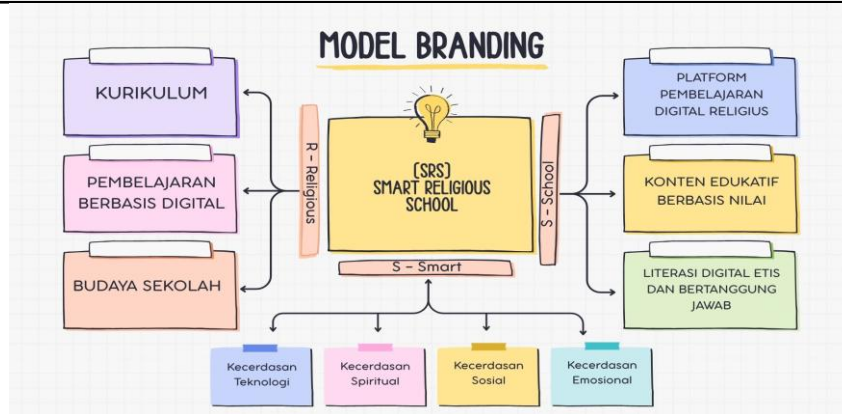 MODEL BRANDING
KURIKULUM
PEMBELAJARAN
BERBASIS DIGITAL
BUDAYA SEKOLAH
R - Religious
(SRS)
SMART RELIGIOUS
SCHOOL
S - School
S - Smart
PLATFORM
PEMBELAJARAN
DIGITAL RELIGIUS
KONTEN EDUKATIF
BERBASIS NILAI
LITERASI DIGITAL ETIS
DAN BERTANGGUNG
JAWAB
Kecerdasan
Teknologi
Kecerdasan
Spiritual
Kecerdasan
Sosial
Kecerdasan
Emosional